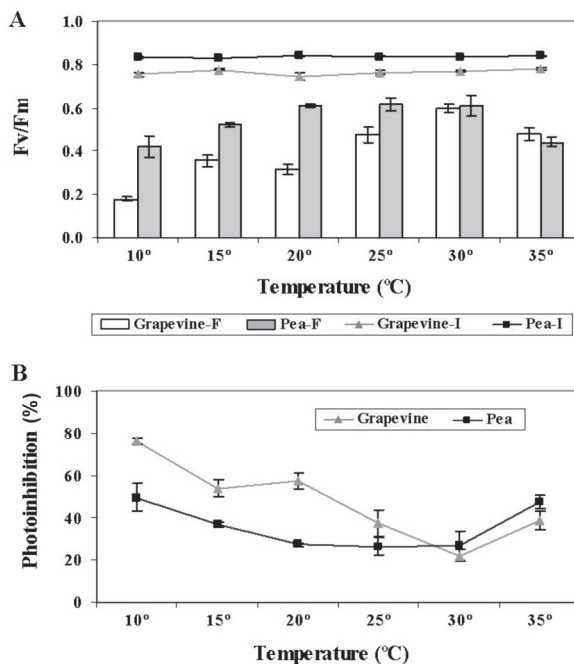 A
1.0
0.8
0.6
0.4
0.2
0.0
Fv/Fm
10° 15° 20° 25° 30° 35°
Temperature (°C)
Grapevine-F Pea-F Grapevine-I Pea-I
B
100
80
60
40
20
0
Photoinhibition (%)
Grapevine Pea
10° 15° 20° 25° 30° 35°
Temperature (°C)